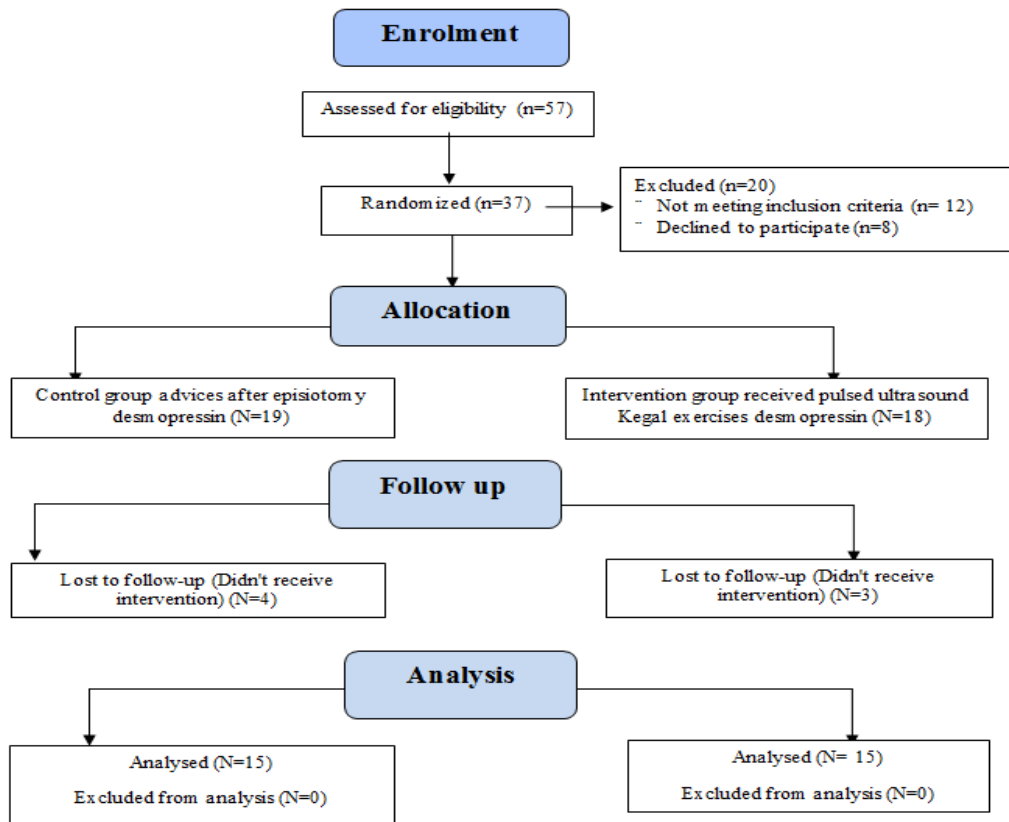 Enrolment
Assessed for eligibility (n=57)
Randomized (n=37)
Excluded (n=20)
¨ Not meeting inclusion criteria (n= 12)
¨ Declined to participate (n=8)
Allocation
Control group advices after episiotomy
desmopressin (N=19)
Intervention group received pulsed ultrasound
Kegal exercises desmopressin (N=18)
Follow up
Lost to follow-up (Didn't receive
intervention) (N=4)
Lost to follow-up (Didn't receive
intervention) (N=3)
Analysis
Analysed (N=15)
Excluded from analysis (N=0)
Analysed (N= 15)
Excluded from analysis (N=0)